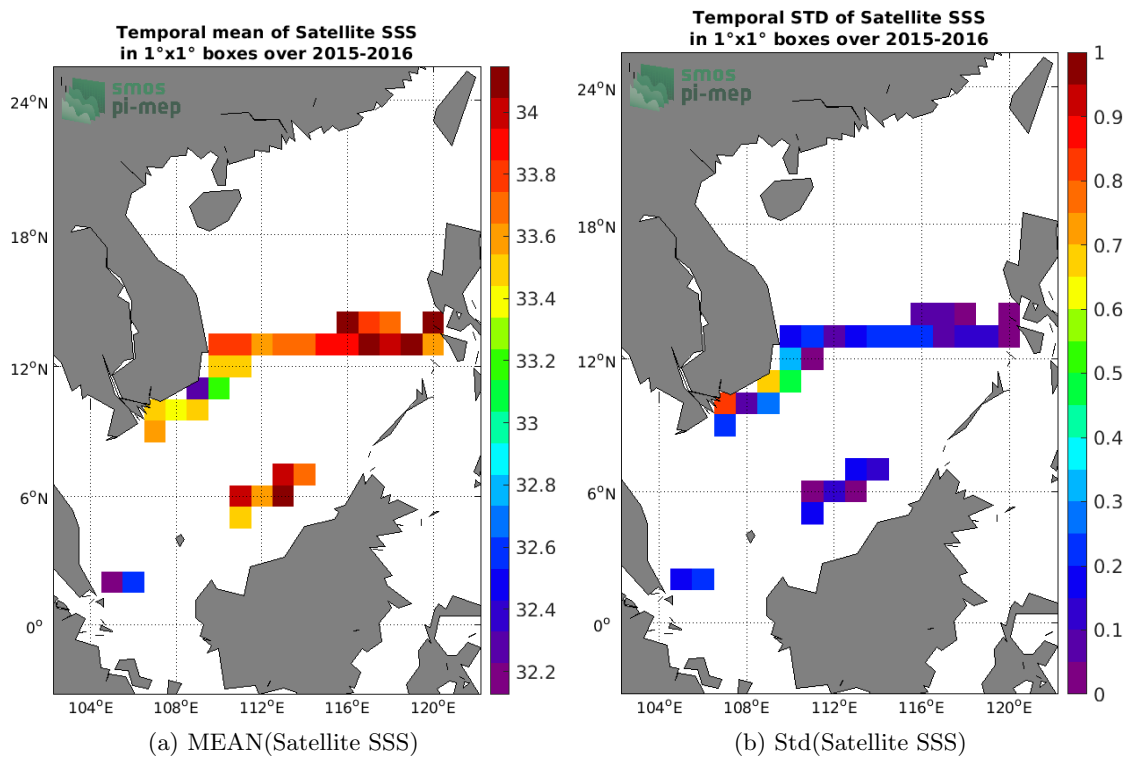 Temporal mean of Satellite SSS
in 1°x1° boxes over 2015-2016
smos
pi-mep
24°N
18°N
12°N
6°N
0°
104°E
108°E
112°E
116°E
120°E
34
33.8
33.6
33.4
33.2
33
32.8
32.6
32.4
32.2
(a) MEAN(Satellite SSS)
Temporal STD of Satellite SSS
in 1°x1° boxes over 2015-2016
smos
pi-mep
24°N
18°N
12°N
6°N
0°
104°E
108°E
112°E
116°E
120°E
1
0.9
0.8
0.7
0.6
0.5
0.4
0.3
0.2
0.1
0
(b) Std(Satellite SSS)